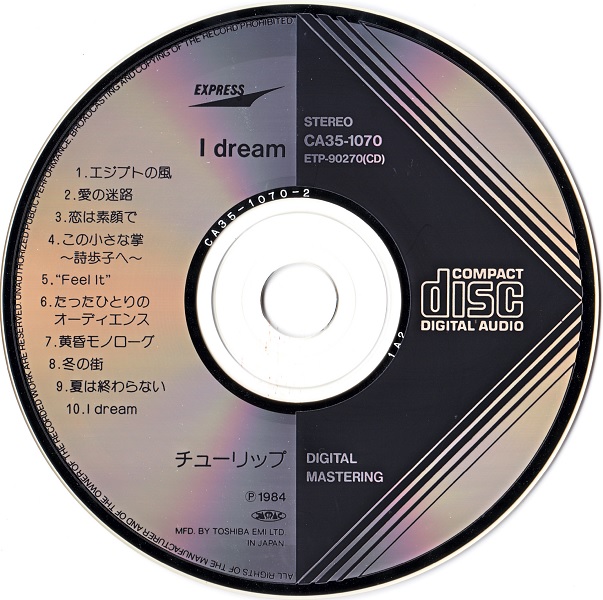 ALL RIGHTS OF THE MANUFACTURER AND OF THE OWNER OF THE RECORDED WORK ARE RESERVED UNAUTHORIZED PUBLIC PERFORMANCE BROADCASTING AND COPYING OF THE RECORD PROHIBITED
EXPRESS
I dream
STEREO
CA35-1070
ETP-90270(CD)
1.エジプトの風
2.愛の迷路
3.恋は素顔で
4.この小さな掌
〜詩歩子へ〜
5."Feel It"
6.たったひとりの
オーディエンス
7.黄昏モノローグ
8.冬の街
9.夏は終わらない
10.I dream
CA35-1070-2
1A2
COMPACT
disc
DIGITAL AUDIO
チューリップ
DIGITAL
MASTERING
Ⓟ1984
JASRAC
MFD. BY TOSHIBA EMI LTD
IN JAPAN